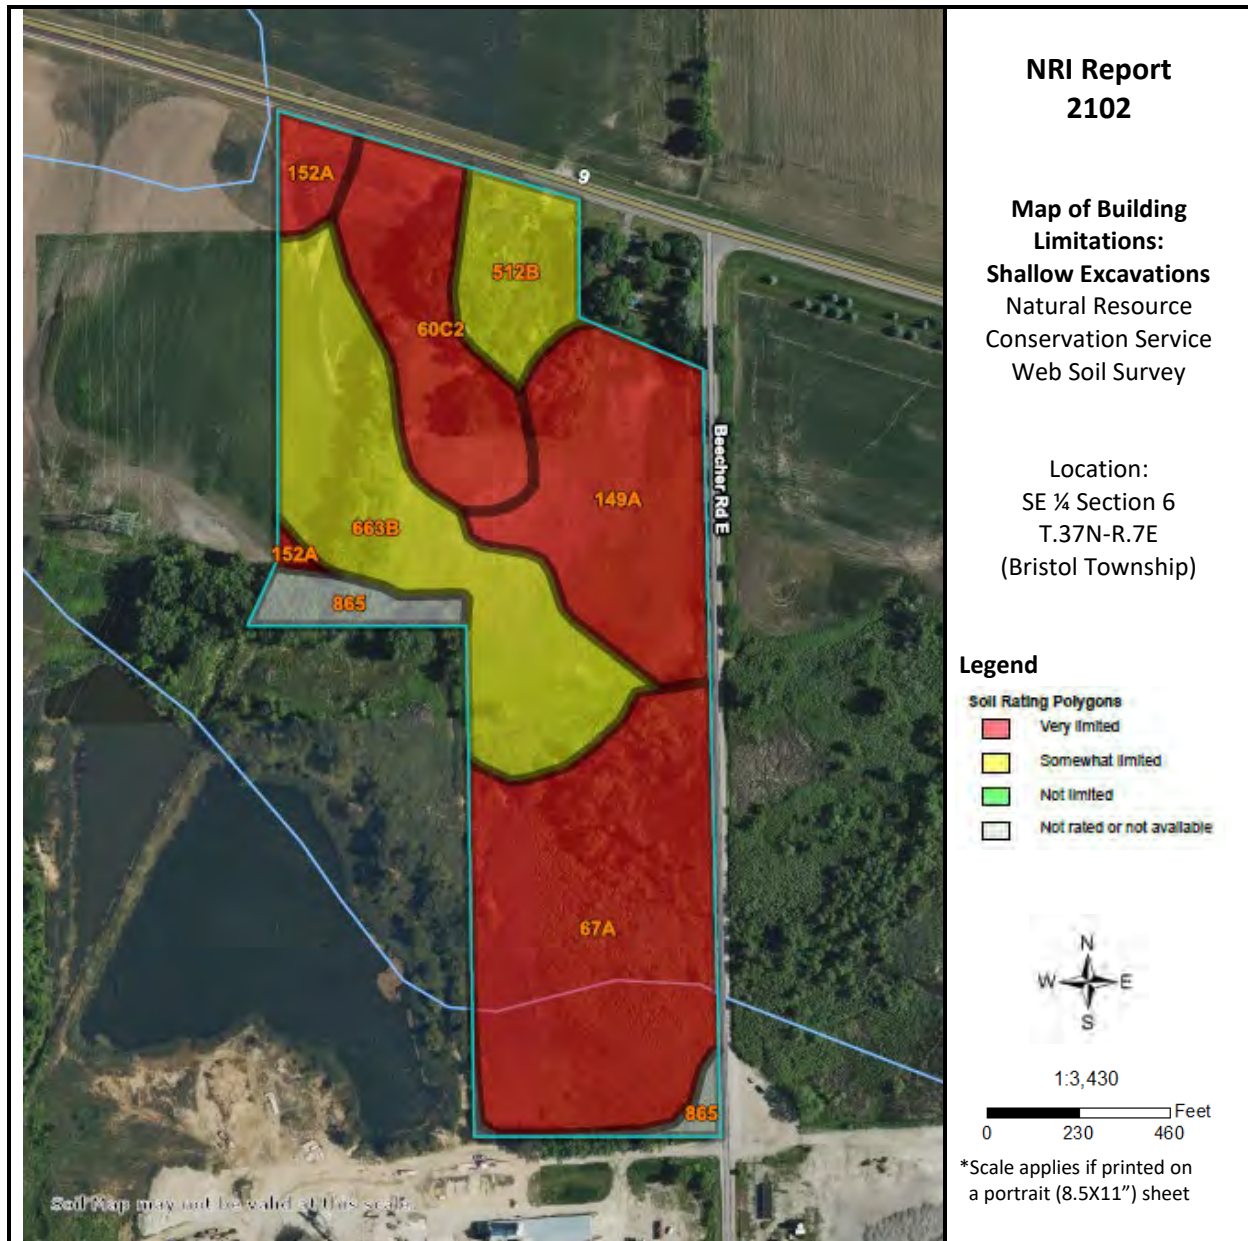 152A
9
512B
60C2
Beecher Rd E
149A
663B
152A
865
67A
865
Soil Map may not be valid at this scale.
NRI Report
2102
Map of Building
Limitations:
Shallow Excavations
Natural Resource
Conservation Service
Web Soil Survey
Location:
SE ¼ Section 6
T.37N-R.7E
(Bristol Township)
Legend
Soil Rating Polygons
Very limited
Somewhat limited
Not limited
Not rated or not available
N
W E
S
1:3,430
Feet
0 230 460
*Scale applies if printed on
a portrait (8.5X11”) sheet